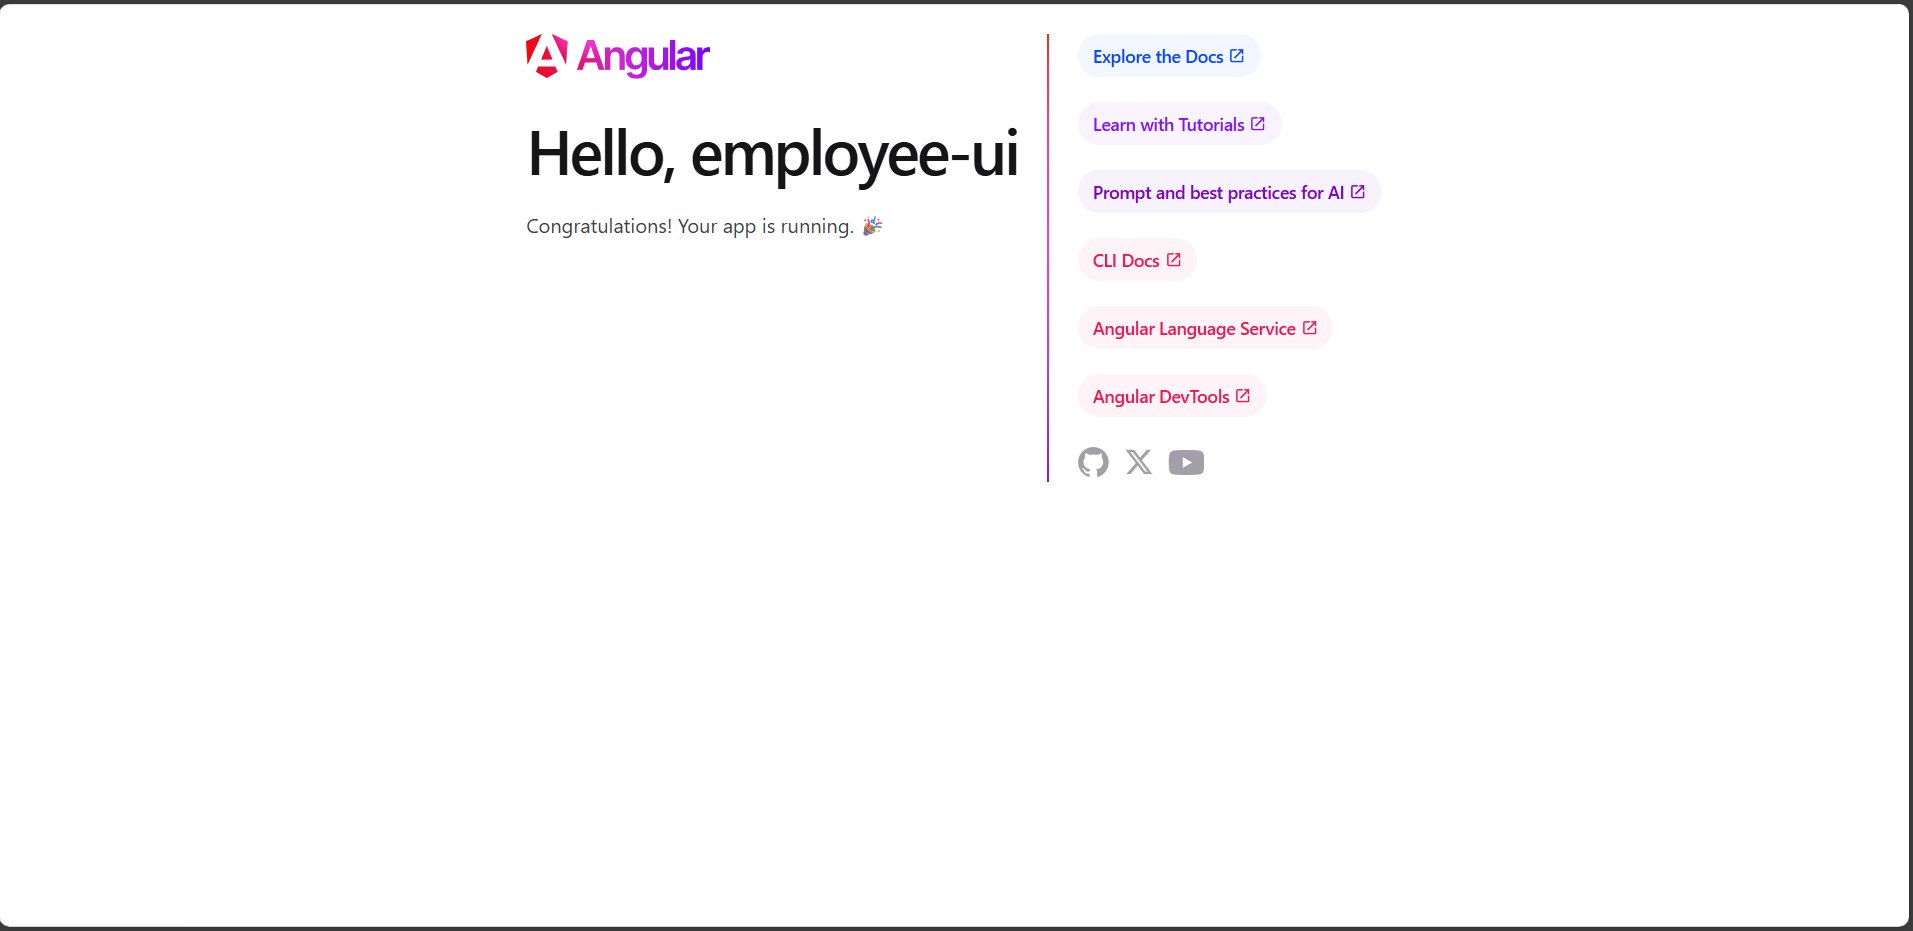 Angular
Hello, employee-ui
Congratulations! Your app is running. 🎉
Explore the Docs
Learn with Tutorials
Prompt and best practices for AI
CLI Docs
Angular Language Service
Angular DevTools